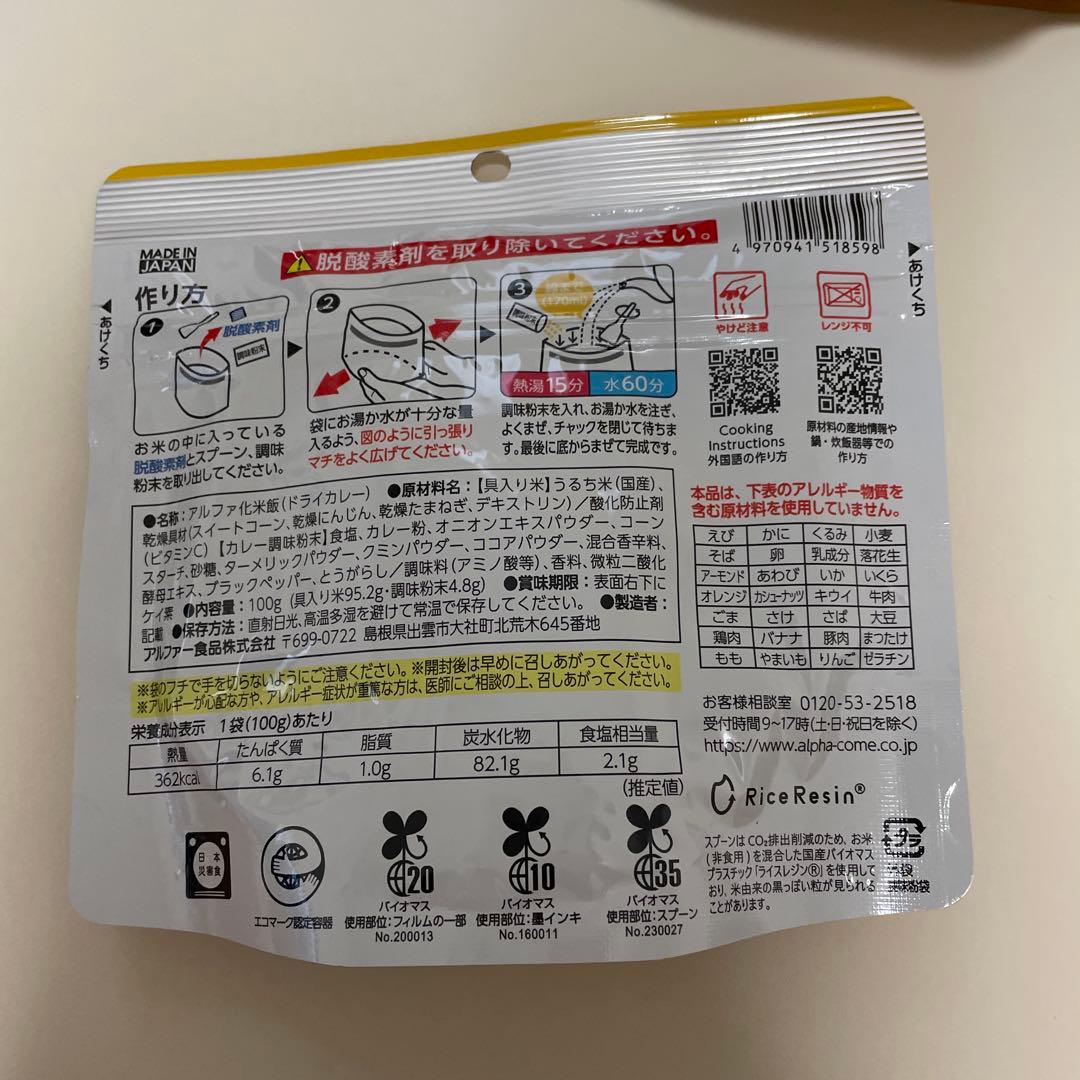 MADE IN
JAPAN
脱酸素剤を取り除いてください。
4 970941 518598
あけくち
あけくち
作り方
1
脱酸素剤
調味粉末
お米の中に入っている
脱酸素剤とスプーン、調味
粉末を取り出してください。
2
袋にお湯か水が十分な量
入るよう、図のように引っ張り
マチをよく広げてください。
3
線まで
(170ml)
調味粉末
熱湯15分 水60分
調味粉末を入れ、お湯か水を注ぎ、
よくまぜ、チャックを閉じて待ちま
す。最後に底からまぜて完成です。
やけど注意
レンジ不可
Cooking
Instructions
外国語の作り方
原材料の産地情報や
鍋・炊飯器等での
作り方
●名称:アルファ化米飯(ドライカレー) ●原材料名:【具入り米】うるち米(国産)、
乾燥具材(スイートコーン、乾燥にんじん、乾燥たまねぎ、デキストリン)/酸化防止剤
(ビタミンC) 【カレー調味粉末】食塩、カレー粉、オニオンエキスパウダー、コーン
スターチ、砂糖、ターメリックパウダー、クミンパウダー、ココアパウダー、混合香辛料、
酵母エキス、ブラックペッパー、とうがらし/調味料(アミノ酸等)、香料、微粒二酸化
ケイ素 ●内容量:100g (具入り米95.2g・調味粉末4.8g) ●賞味期限:表面右下に
記載 ●保存方法:直射日光、高温多湿を避けて常温で保存してください。 ●製造者:
アルファー食品株式会社 〒699-0722 島根県出雲市大社町北荒木645番地
本品は、下表のアレルギー物質を
含む原材料を使用していません。
えび かに くるみ 小麦
そば 卵 乳成分 落花生
アーモンド あわび いか いくら
オレンジ カシューナッツ キウイ 牛肉
ごま さけ さば 大豆
鶏肉 バナナ 豚肉 まつたけ
もも やまいも りんご ゼラチン
※袋のフチで手を切らないようにご注意ください。※開封後は早めに召しあがってください。
※アレルギーが心配な方や、アレルギー症状が重篤な方は、医師にご相談の上、召しあがってください。
栄養成分表示 1袋(100g)あたり
熱量 たんぱく質 脂質 炭水化物 食塩相当量
362kcal 6.1g 1.0g 82.1g 2.1g
(推定値)
お客様相談室 0120-53-2518
受付時間9~17時(土・日・祝日を除く)
https://www.alpha-come.co.jp
RiceResin®
スプーンはCO₂排出削減のため、お米
(非食用)を混合した国産バイオマス
プラスチック「ライスレジン®」を使用して
おり、米由来の黒っぽい粒が見られる
ことがあります。
プラ
日本
災害食
エコマーク認定容器
20
バイオマス
使用部位:フィルムの一部
No.200013
10
バイオマス
使用部位:墨インキ
No.160011
35
バイオマス
使用部位:スプーン
No.230027